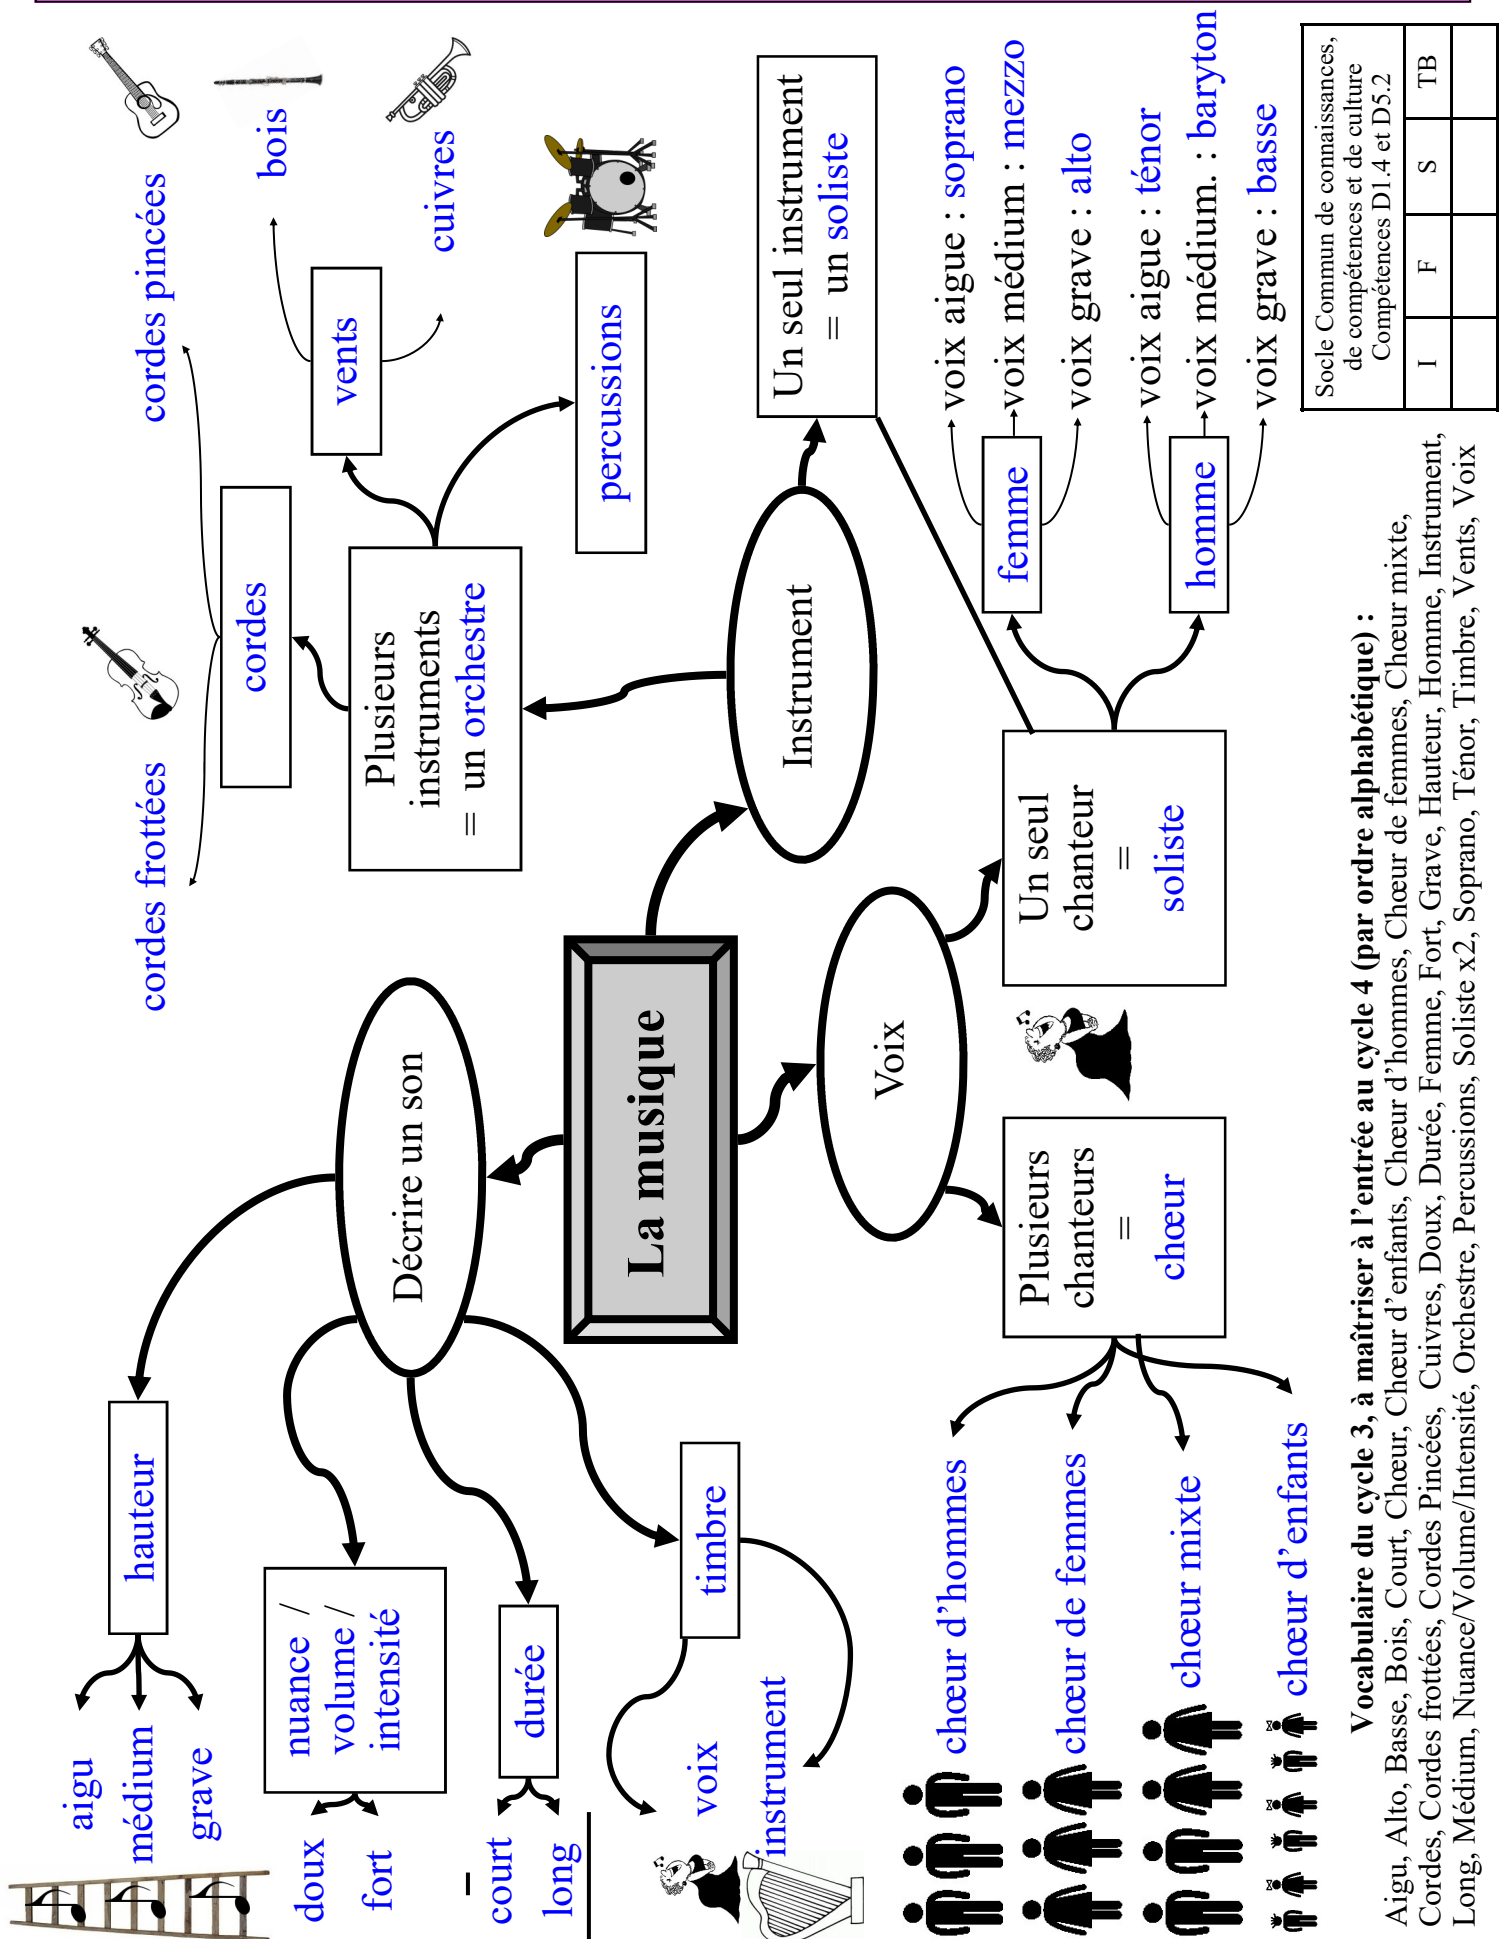 aigu
médium
grave
hauteur
doux
fort
nuance /
volume /
intensité
court
long
durée
voix
instrument
timbre
Décrire un son
La musique
cordes frottées
cordes pincées
cordes
bois
vents
cuivres
percussions
Plusieurs
instruments
= un orchestre
Instrument
Un seul instrument
= un soliste
Voix
Plusieurs
chanteurs
=
chœur
chœur d’hommes
chœur de femmes
chœur mixte
chœur d’enfants
Un seul
chanteur
=
soliste
femme
voix aigue : soprano
voix médium : mezzo
voix grave : alto
homme
voix aigue : ténor
voix médium. : baryton
voix grave : basse
Socle Commun de connaissances,
de compétences et de culture
Compétences D1.4 et D5.2
I F S TB
Vocabulaire du cycle 3, à maîtriser à l’entrée au cycle 4 (par ordre alphabétique) :
Aigu, Alto, Basse, Bois, Court, Chœur, Chœur d’enfants, Chœur d’hommes, Chœur de femmes, Chœur mixte,
Cordes, Cordes frottées, Cordes Pincées, Cuivres, Doux, Durée, Femme, Fort, Grave, Hauteur, Homme, Instrument,
Long, Médium, Nuance/Volume/Intensité, Orchestre, Percussions, Soliste x2, Soprano, Ténor, Timbre, Vents, Voix